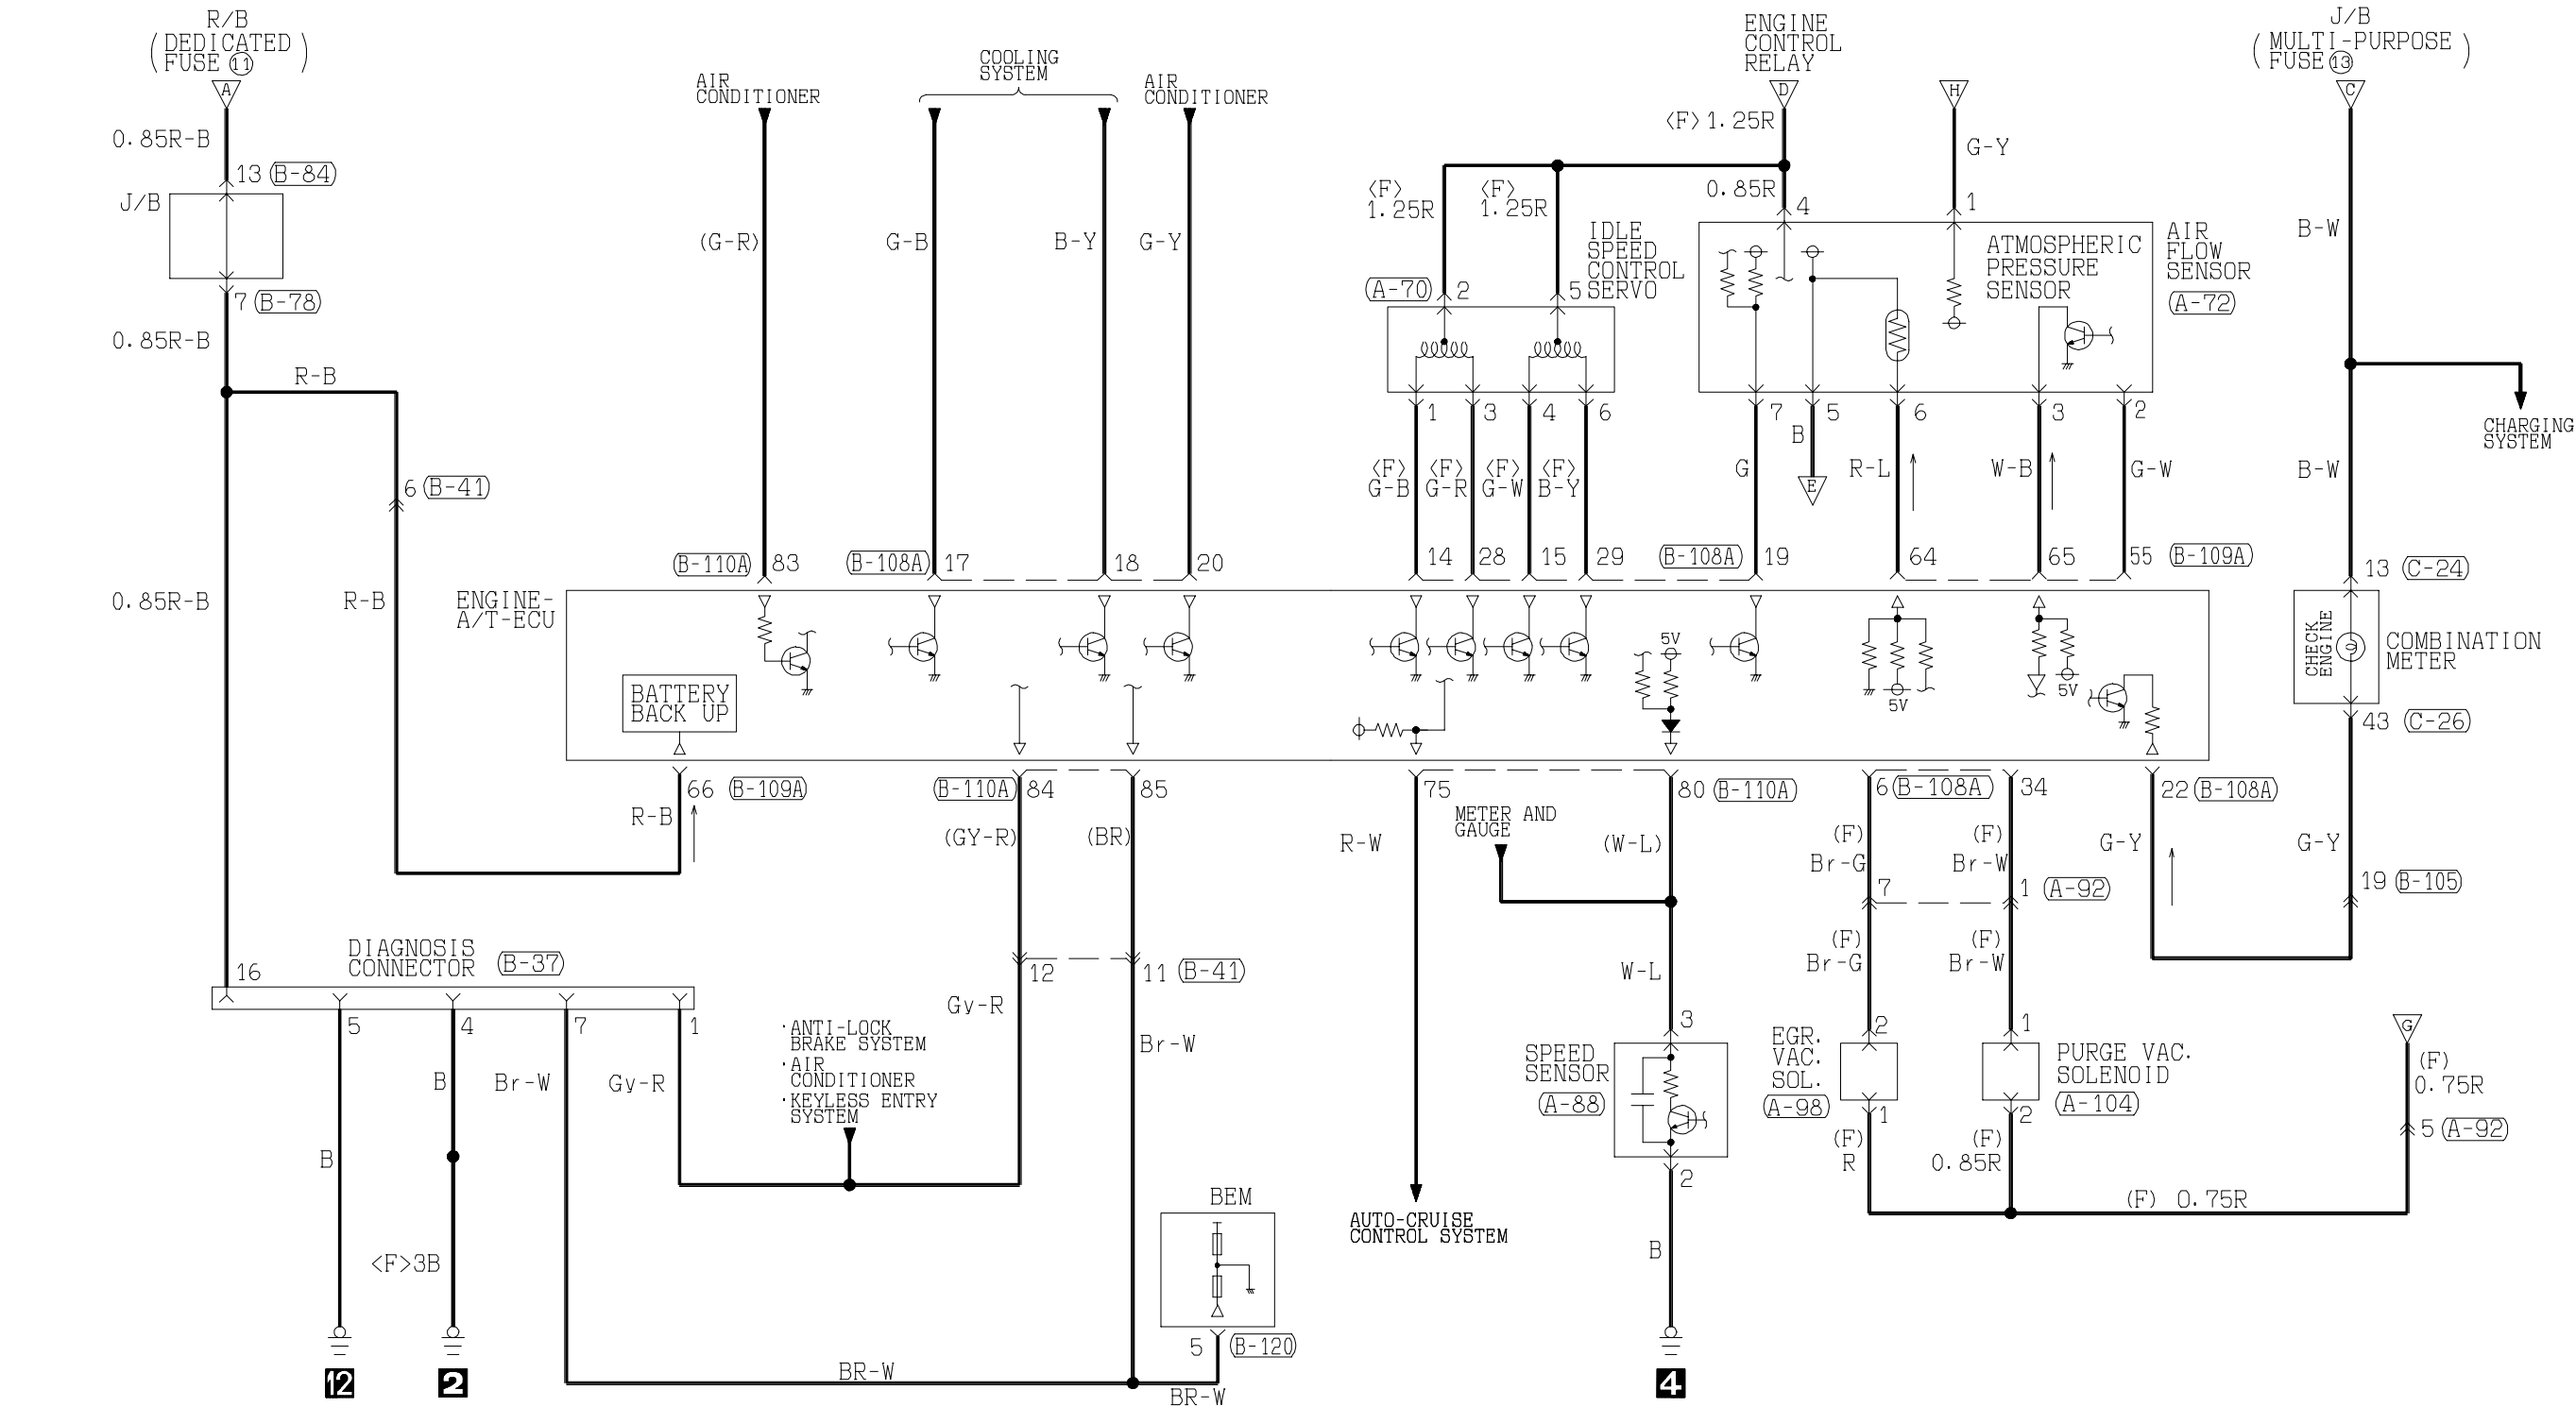 R/B
(DEDICATED
FUSE 11)
A
0.85R-B
13 B-84
J/B
7 B-78
0.85R-B
R-B
6 B-41
0.85R-B
R-B
AIR
CONDITIONER
COOLING
SYSTEM
AIR
CONDITIONER
(G-R)
G-B
B-Y
G-Y
B-110A 83
B-108A 17
18
20
ENGINE
CONTROL
RELAY
D
H
<F> 1.25R
G-Y
<F>
1.25R
<F>
1.25R
0.85R
4
1
IDLE
SPEED
CONTROL
SERVO
A-70 2
5
ATMOSPHERIC
PRESSURE
SENSOR
AIR
FLOW
SENSOR
A-72
1
3
4
6
7
5
6
3
2
B
E
<F>
G-B
<F>
G-R
<F>
G-W
<F>
B-Y
G
R-L
W-B
G-W
14
28
15
29
B-108A 19
64
65
55 B-109A
J/B
(MULTI-PURPOSE
FUSE 13)
C
B-W
CHARGING
SYSTEM
B-W
13 C-24
CHECK
ENGINE
COMBINATION
METER
43 C-26
G-Y
19 B-105
ENGINE-
A/T-ECU
BATTERY
BACK UP
5V
5V
5V
66 B-109A
R-B
B-110A 84
85
75
80 B-110A
6 B-108A
34
22 B-108A
(GY-R)
(BR)
R-W
METER AND
GAUGE
(W-L)
(F)
Br-G
(F)
Br-W
G-Y
7
1 A-92
DIAGNOSIS
CONNECTOR B-37
16
5
4
7
1
12
11 B-41
Gy-R
Br-W
W-L
(F)
Br-G
(F)
Br-W
B
B
Br-W
Gy-R
·ANTI-LOCK
BRAKE SYSTEM
·AIR
CONDITIONER
·KEYLESS ENTRY
SYSTEM
<F>3B
12
2
BR-W
BEM
5 B-120
BR-W
AUTO-CRUISE
CONTROL SYSTEM
3
SPEED
SENSOR
A-88
2
B
4
2
EGR.
VAC.
SOL.
A-98
1
(F)
R
1
PURGE VAC.
SOLENOID
A-104
2
(F)
0.85R
(F) 0.75R
G
(F)
0.75R
5 A-92